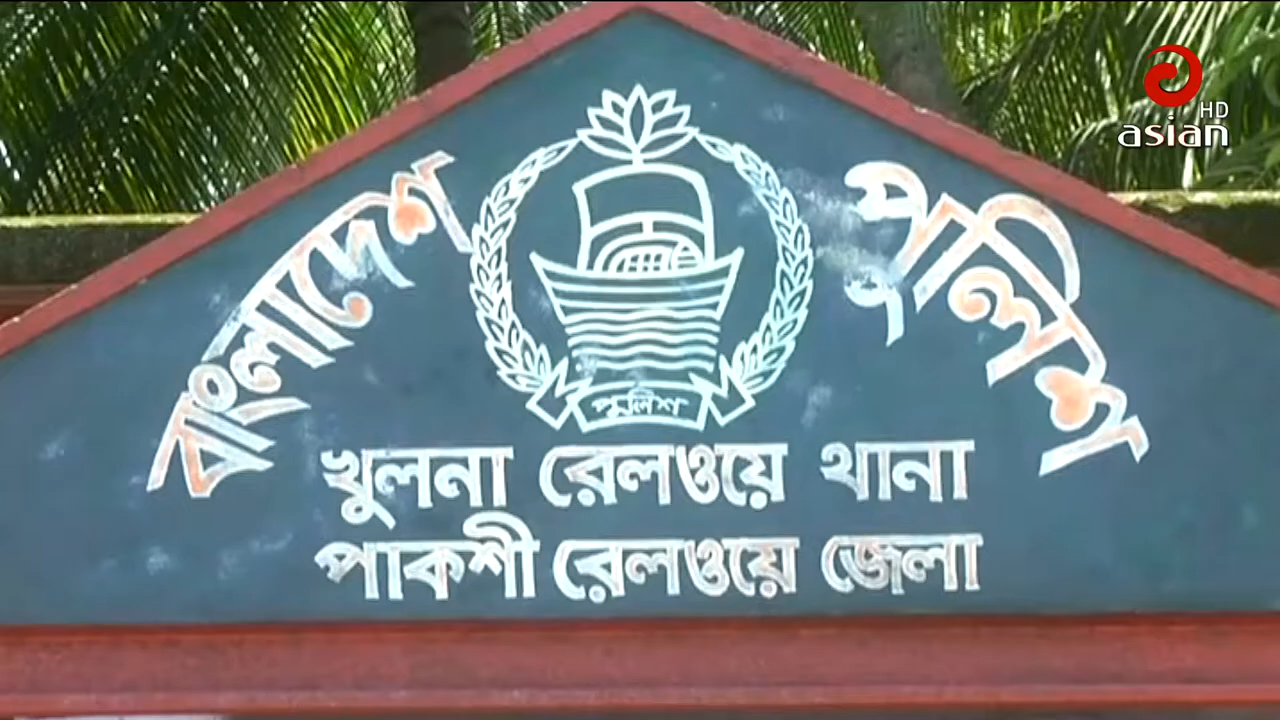 বাংলাদেশ পুলিশ
পুলিশ
খুলনা রেলওয়ে থানা
পাকশী রেলওয়ে জেলা
HD
asian